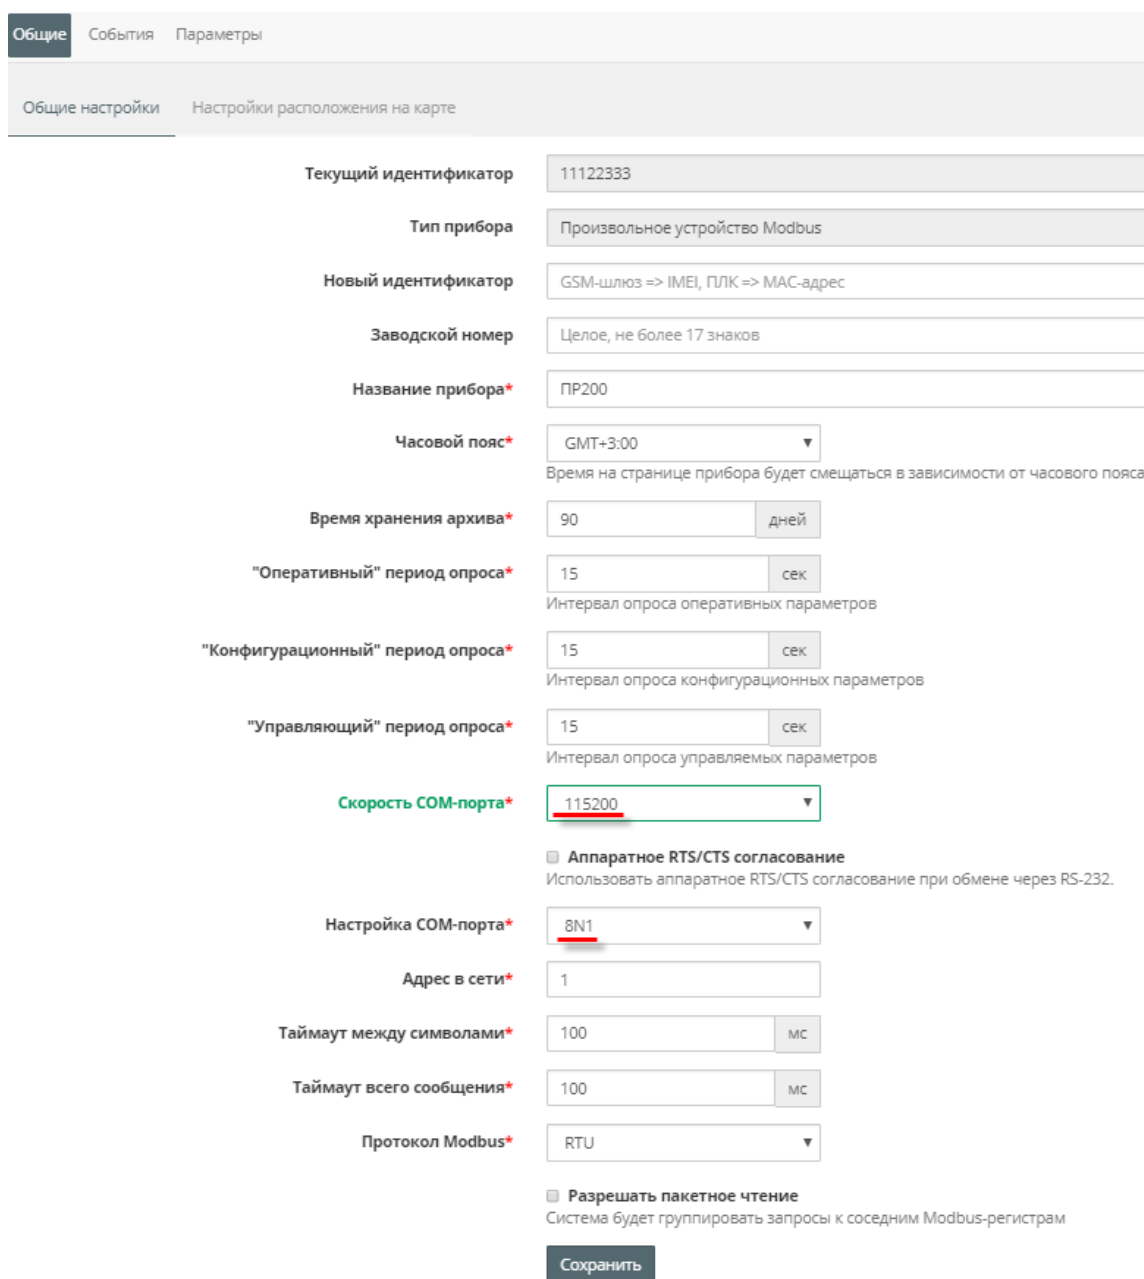 Общие События Параметры
Общие настройки Настройки расположения на карте
Текущий идентификатор 11122333
Тип прибора Произвольное устройство Modbus
Новый идентификатор GSM-шлюз => IMEI, ПЛК => MAC-адрес
Заводской номер Целое, не более 17 знаков
Название прибора* ПР200
Часовой пояс* GMT+3:00
Время на странице прибора будет смещаться в зависимости от часового пояса
Время хранения архива* 90 дней
"Оперативный" период опроса* 15 сек
Интервал опроса оперативных параметров
"Конфигурационный" период опроса* 15 сек
Интервал опроса конфигурационных параметров
"Управляющий" период опроса* 15 сек
Интервал опроса управляемых параметров
Скорость COM-порта* 115200
Аппаратное RTS/CTS согласование
Использовать аппаратное RTS/CTS согласование при обмене через RS-232.
Настройка COM-порта* 8N1
Адрес в сети* 1
Таймаут между символами* 100 мс
Таймаут всего сообщения* 100 мс
Протокол Modbus* RTU
Разрешать пакетное чтение
Система будет группировать запросы к соседним Modbus-регистрам
Сохранить